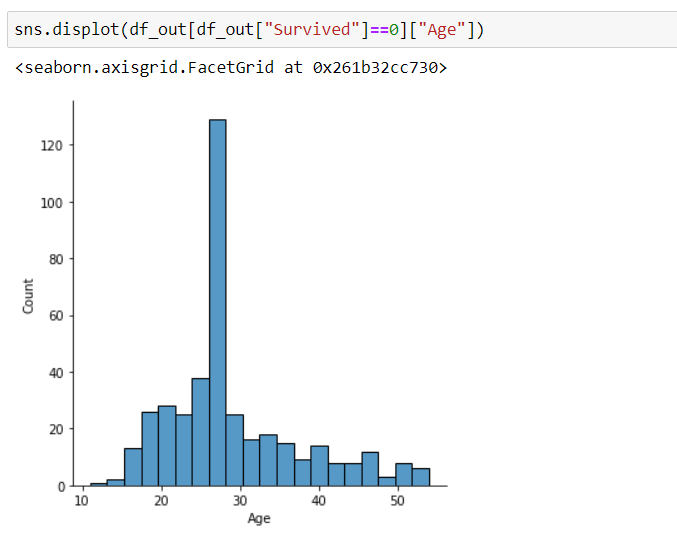 sns.displot(df_out[df_out["Survived"]==0]["Age"])
<seaborn.axisgrid.FacetGrid at 0x261b32cc730>
120
100
80
60
40
20
0
Count
10 20 30 40 50
Age